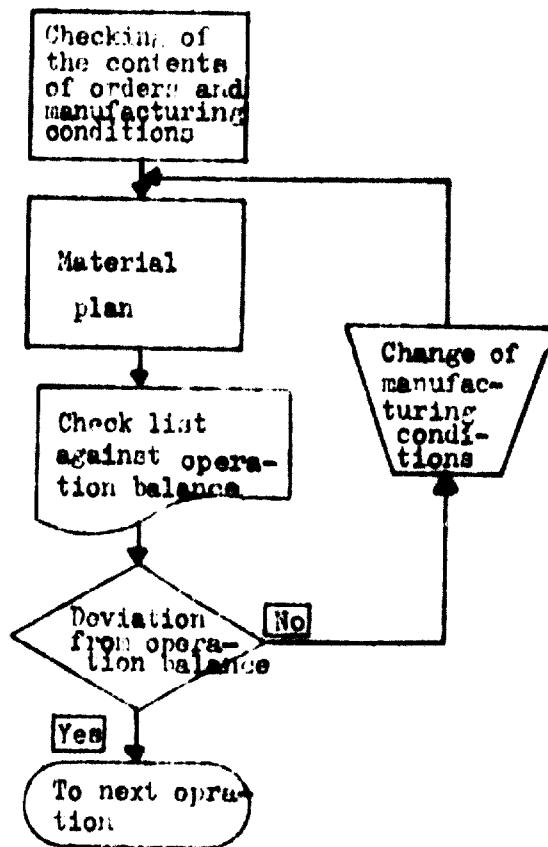 Checking of
the contents
of orders and
manufacturing
conditions
Material
plan
Check list
against opera-
tion balance
Deviation
from opera-
tion balance
No
Change of
manufac-
turing
condi-
tions
Yes
To next opra-
tion